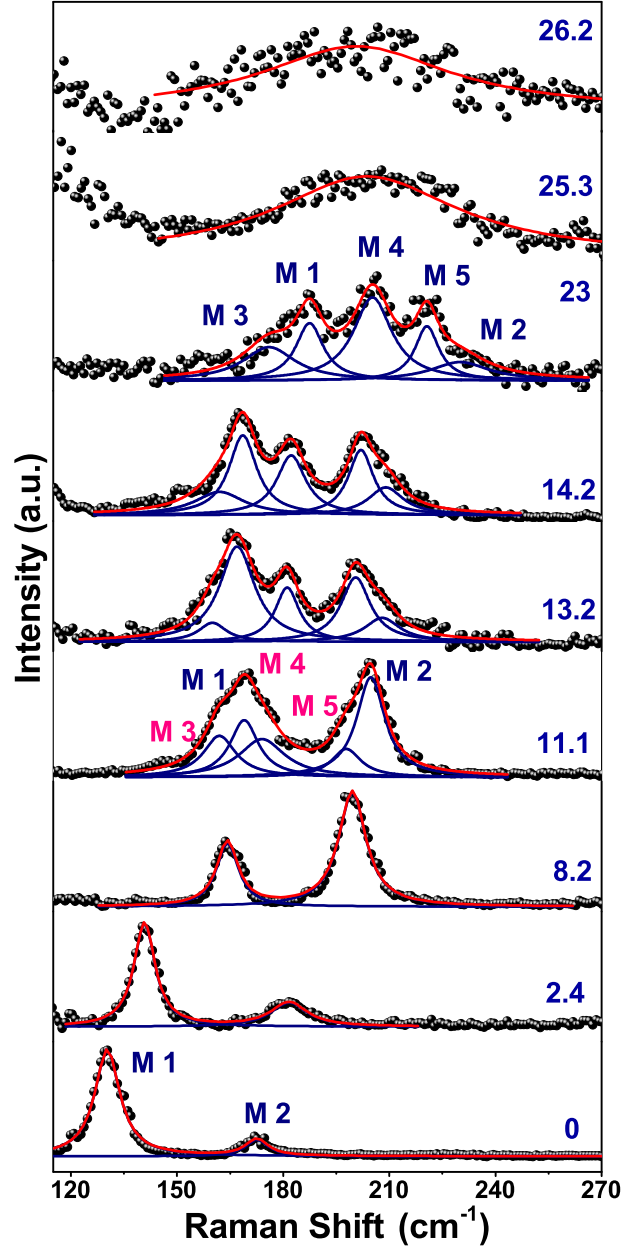 26.2
25.3
M 4
M 1
M 5
23
M 3
M 2
14.2
13.2
M 4
M 1
M 2
M 5
M 3
11.1
8.2
2.4
M 1
M 2
0
120 150 180 210 240 270
Raman Shift (cm-1)
Intensity (a.u.)